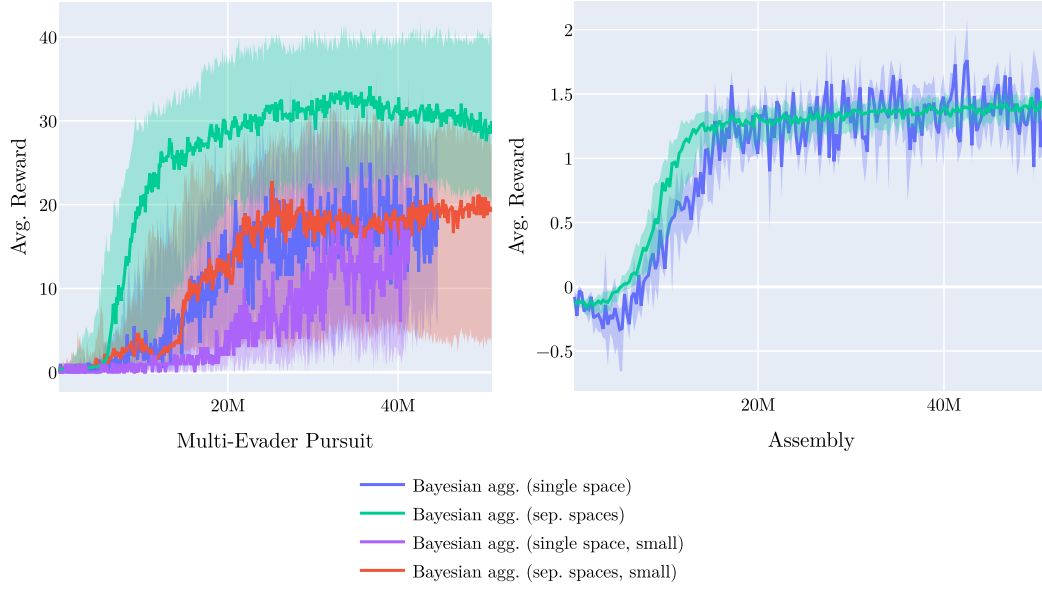 Avg. Reward
40
30
20
10
0
20M
40M
Multi-Evader Pursuit
Avg. Reward
2
1.5
1
0.5
0
−0.5
20M
40M
Assembly
Bayesian agg. (single space)
Bayesian agg. (sep. spaces)
Bayesian agg. (single space, small)
Bayesian agg. (sep. spaces, small)